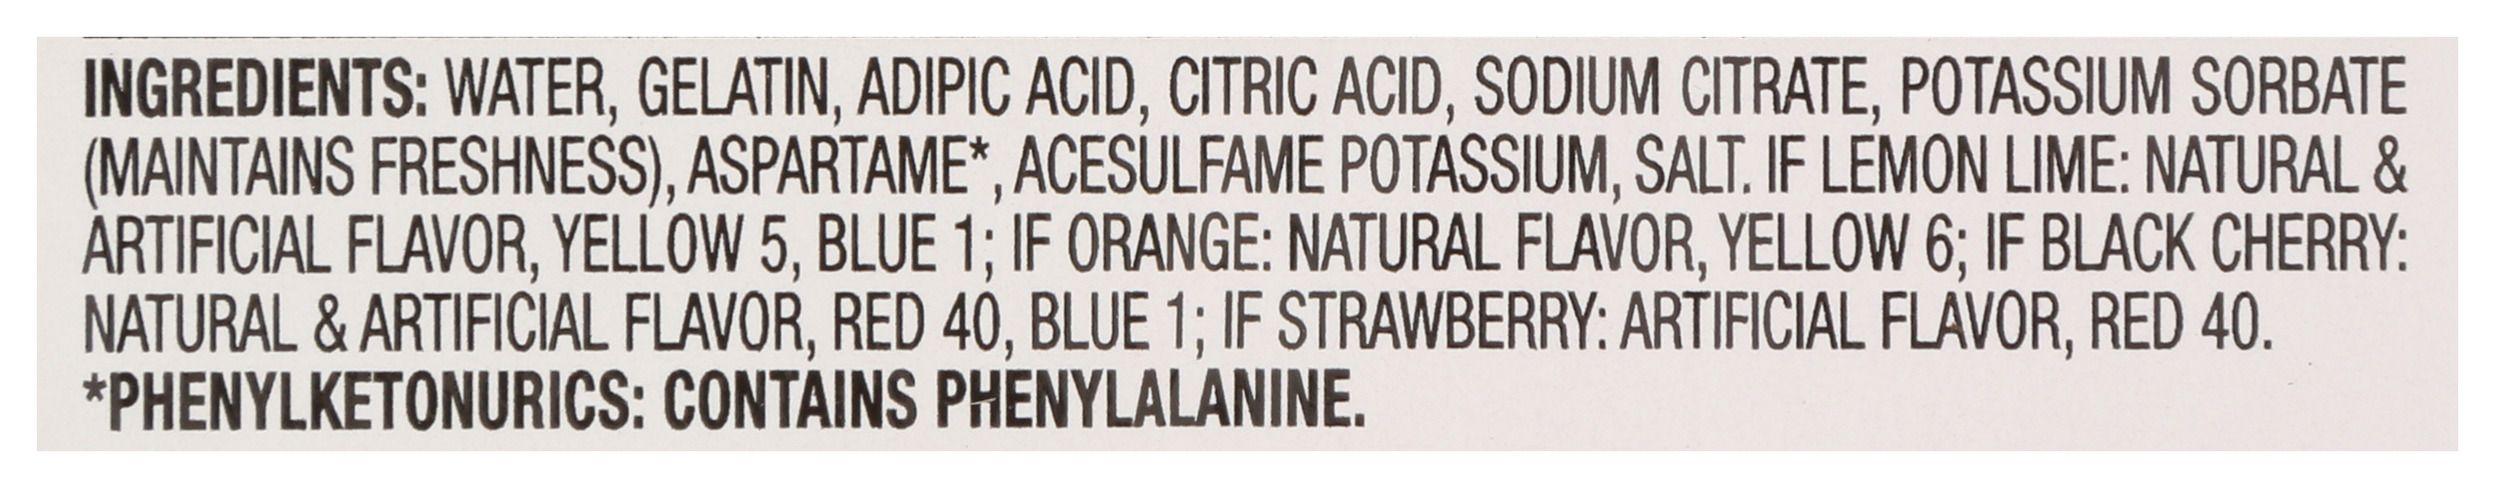 INGREDIENTS: WATER, GELATIN, ADIPIC ACID, CITRIC ACID, SODIUM CITRATE, POTASSIUM SORBATE
(MAINTAINS FRESHNESS), ASPARTAME*, ACESULFAME POTASSIUM, SALT. IF LEMON LIME: NATURAL &
ARTIFICIAL FLAVOR, YELLOW 5, BLUE 1; IF ORANGE: NATURAL FLAVOR, YELLOW 6; IF BLACK CHERRY:
NATURAL & ARTIFICIAL FLAVOR, RED 40, BLUE 1; IF STRAWBERRY: ARTIFICIAL FLAVOR, RED 40.
*PHENYLKETONURICS: CONTAINS PHENYLALANINE.